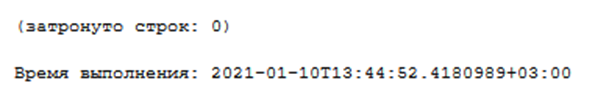 (затронуто строк: 0)
Время выполнения: 2021-01-10T13:44:52.4180989+03:00